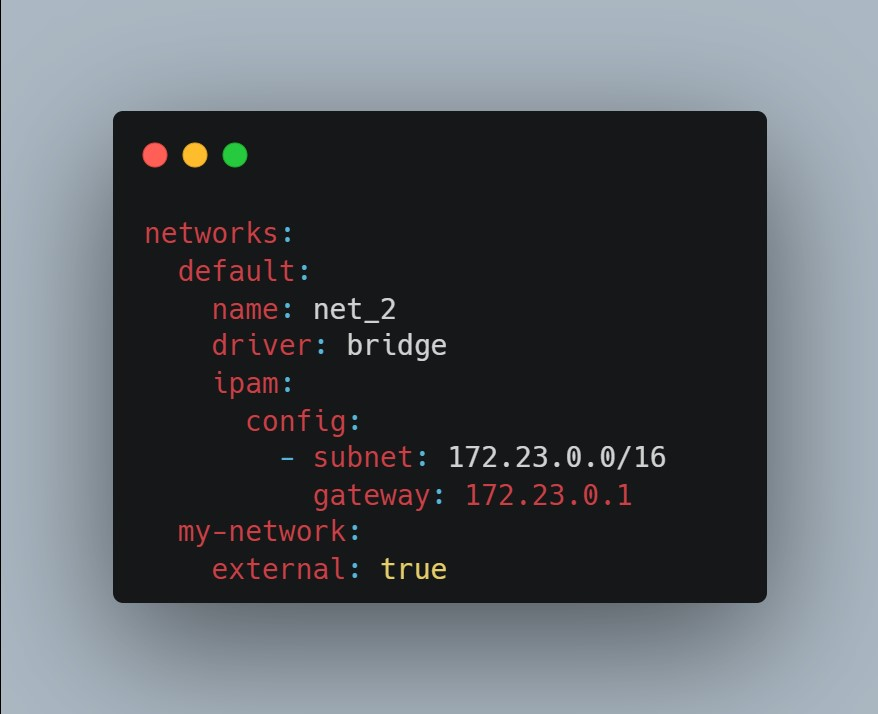 networks:
  default:
    name: net_2
    driver: bridge
    ipam:
      config:
        - subnet: 172.23.0.0/16
          gateway: 172.23.0.1
  my-network:
    external: true